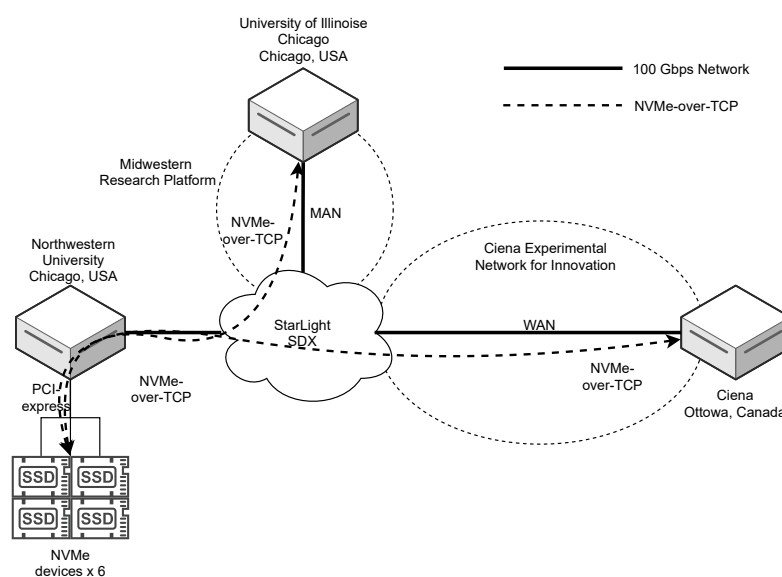 University of Illinoise
Chicago
Chicago, USA
100 Gbps Network
NVMe-over-TCP
Midwestern
Research Platform
NVMe-
over-TCP
MAN
Northwestern
University
Chicago, USA
Ciena Experimental
Network for Innovation
StarLight
SDX
WAN
PCI-
express
NVMe-
over-TCP
NVMe-
over-TCP
Ciena
Ottowa, Canada
SSD
SSD
SSD
SSD
NVMe
devices x 6